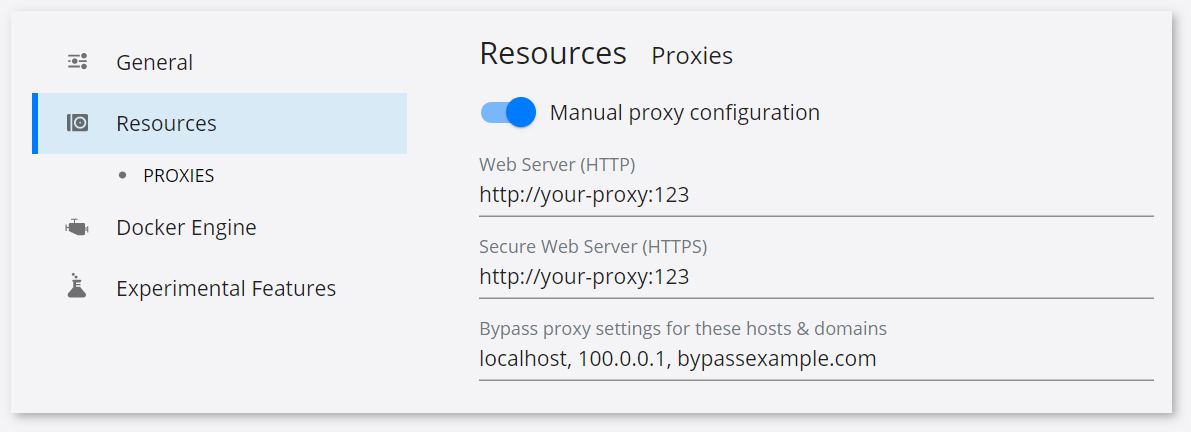 General
Resources
PROXIES
Docker Engine
Experimental Features
Resources Proxies
Manual proxy configuration
Web Server (HTTP)
http://your-proxy:123
Secure Web Server (HTTPS)
http://your-proxy:123
Bypass proxy settings for these hosts & domains
localhost, 100.0.0.1, bypassexample.com